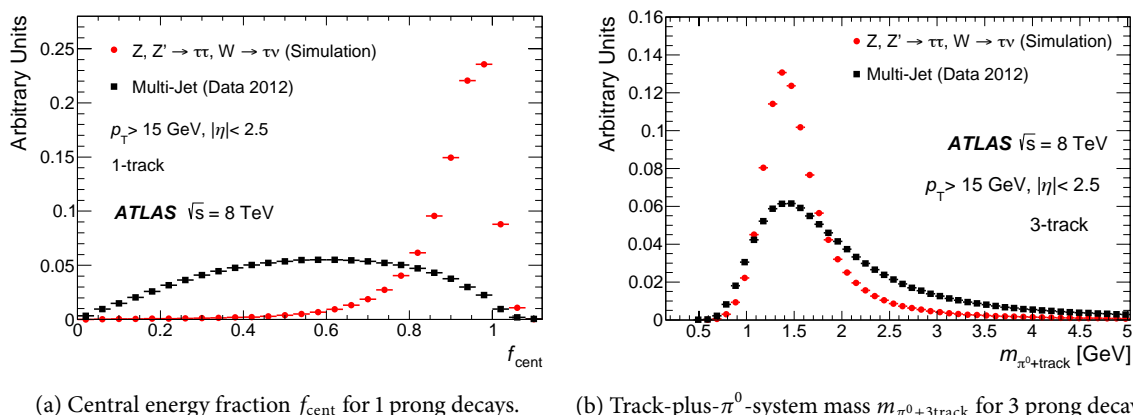 Arbitrary Units
0.25
0.2
0.15
0.1
0.05
0
Z, Z' → ττ, W → τν (Simulation)
Multi-Jet (Data 2012)
p_T > 15 GeV, |η| < 2.5
1-track
ATLAS √s = 8 TeV
0 0.2 0.4 0.6 0.8 1
f_cent
(a) Central energy fraction f_cent for 1 prong decays.
Arbitrary Units
0.16
0.14
0.12
0.1
0.08
0.06
0.04
0.02
0
Z, Z' → ττ, W → τν (Simulation)
Multi-Jet (Data 2012)
ATLAS √s = 8 TeV
p_T > 15 GeV, |η| < 2.5
3-track
0.5 1 1.5 2 2.5 3 3.5 4 4.5 5
m_π⁰+track [GeV]
(b) Track-plus-π⁰-system mass m_π⁰+3track for 3 prong decay